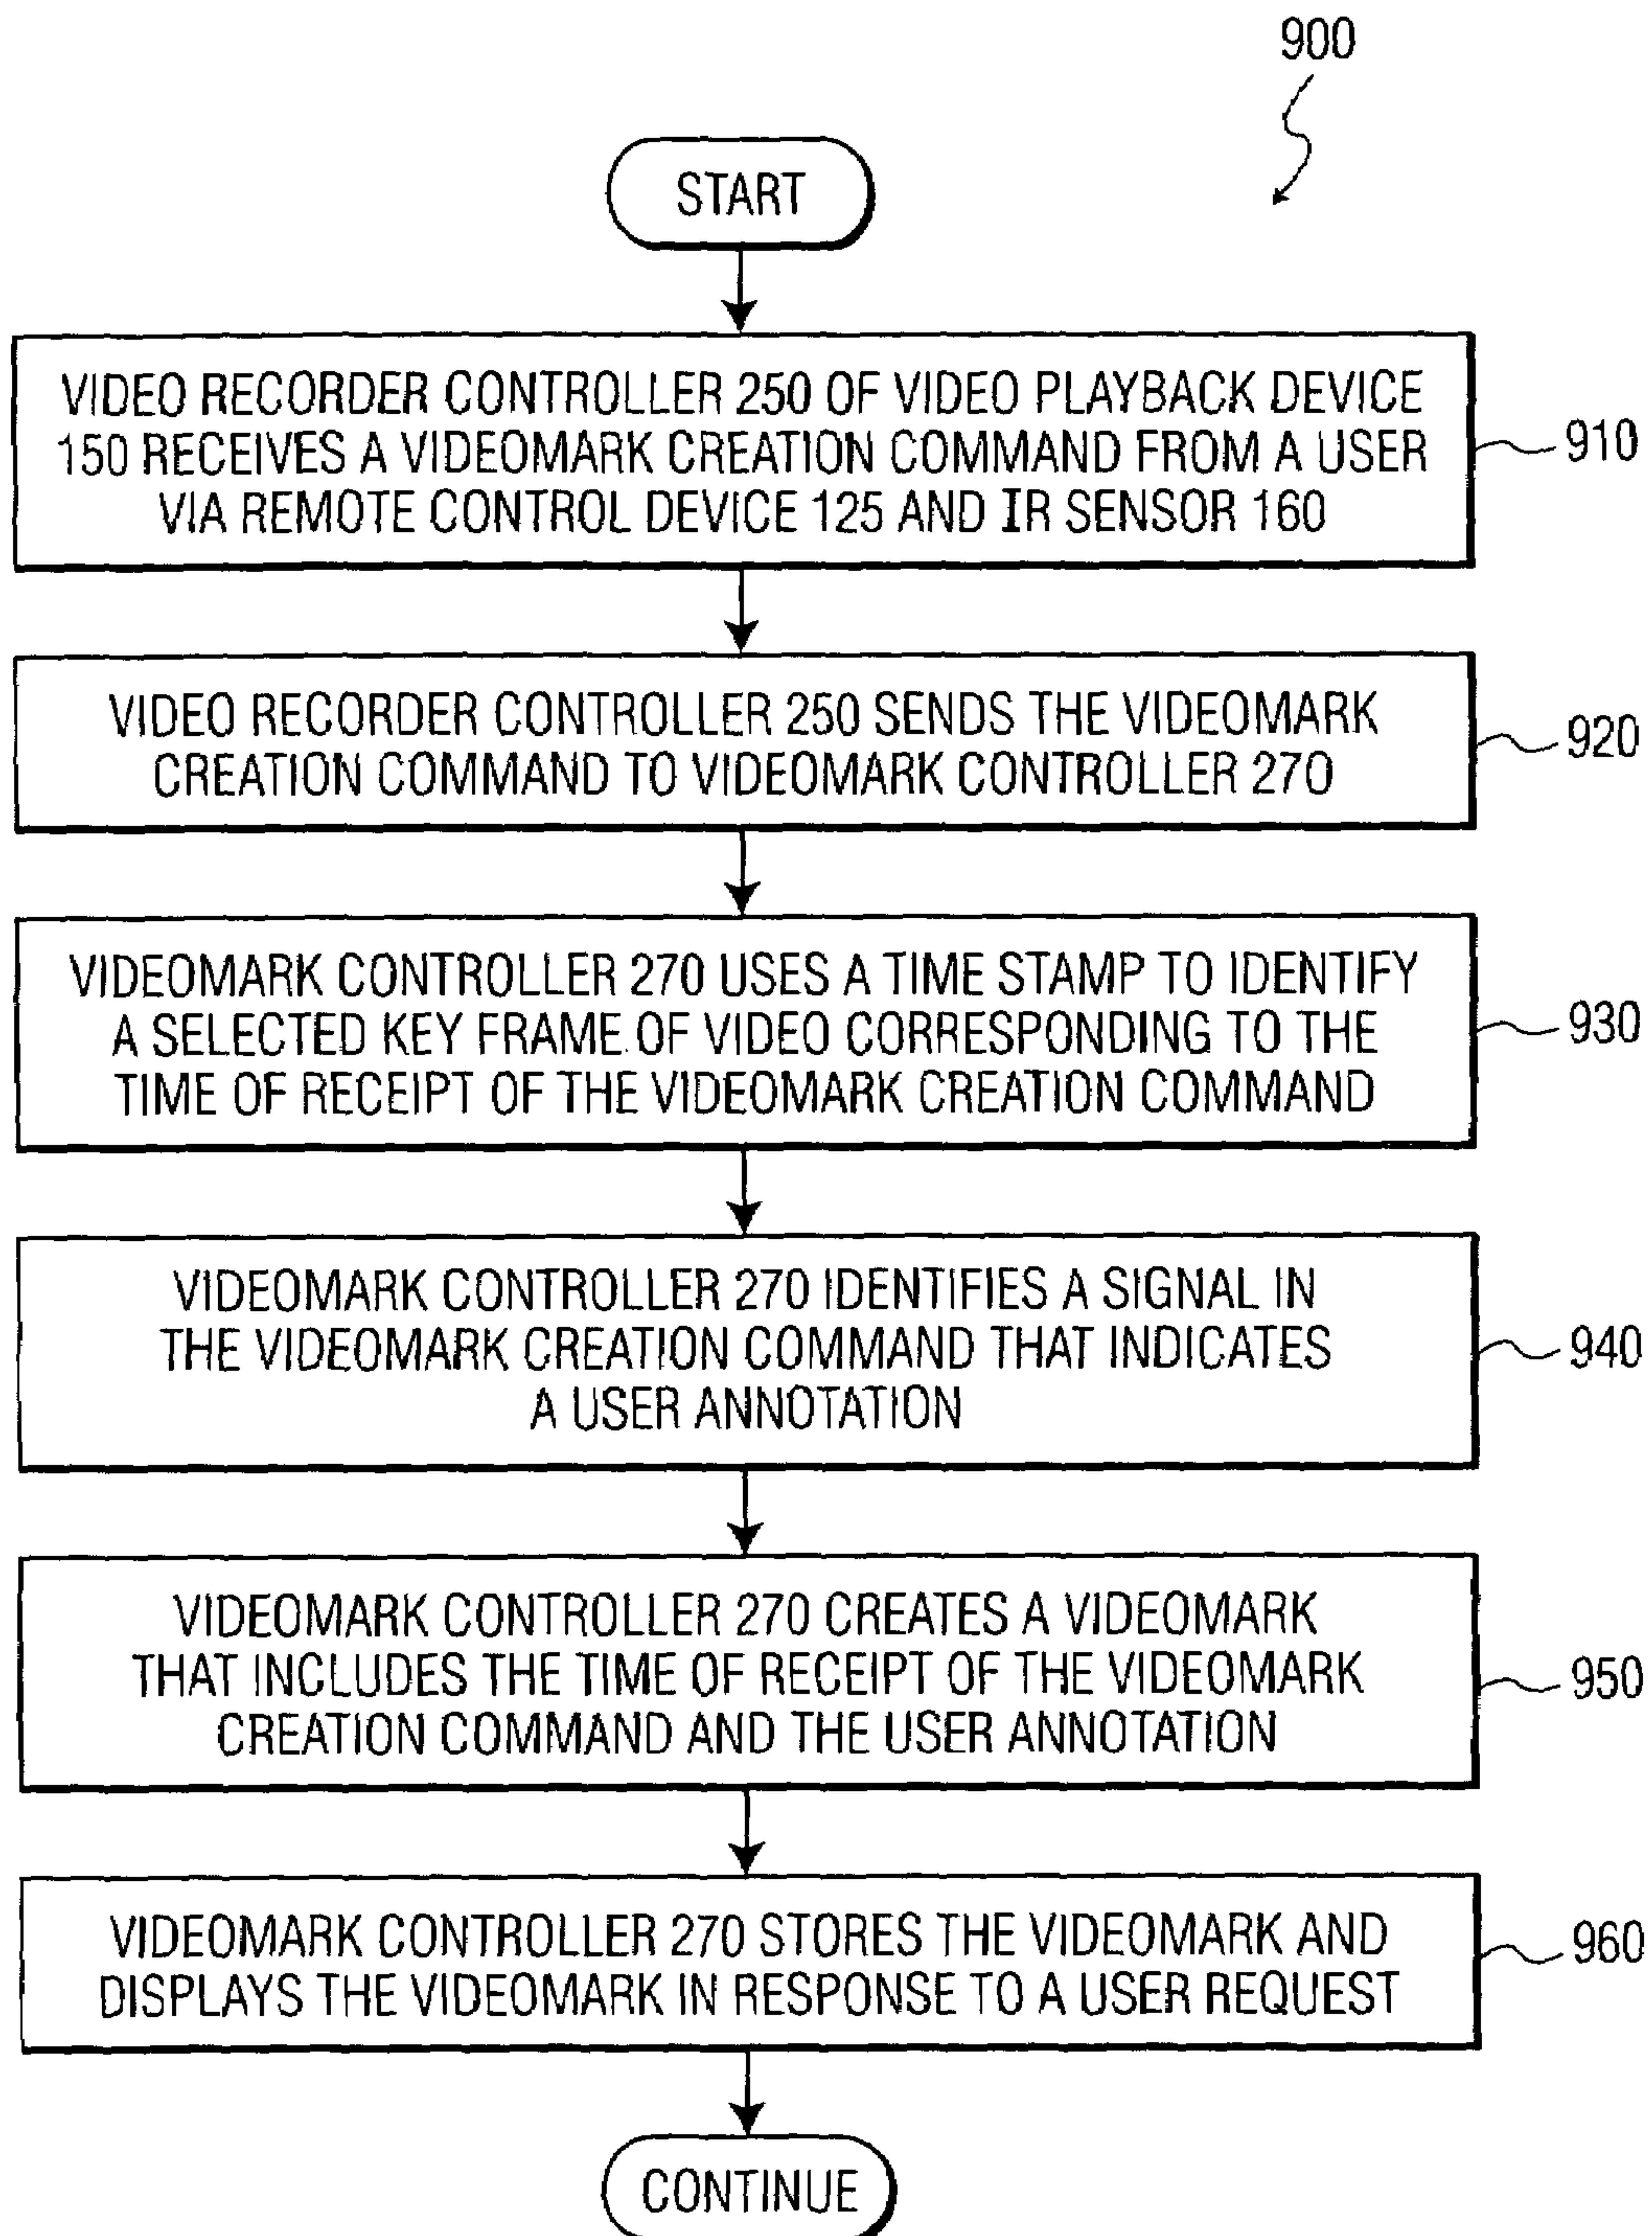 900
START
VIDEO RECORDER CONTROLLER 250 OF VIDEO PLAYBACK DEVICE
150 RECEIVES A VIDEOMARK CREATION COMMAND FROM A USER
VIA REMOTE CONTROL DEVICE 125 AND IR SENSOR 160
910
VIDEO RECORDER CONTROLLER 250 SENDS THE VIDEOMARK
CREATION COMMAND TO VIDEOMARK CONTROLLER 270
920
VIDEOMARK CONTROLLER 270 USES A TIME STAMP TO IDENTIFY
A SELECTED KEY FRAME OF VIDEO CORRESPONDING TO THE
TIME OF RECEIPT OF THE VIDEOMARK CREATION COMMAND
930
VIDEOMARK CONTROLLER 270 IDENTIFIES A SIGNAL IN
THE VIDEOMARK CREATION COMMAND THAT INDICATES
A USER ANNOTATION
940
VIDEOMARK CONTROLLER 270 CREATES A VIDEOMARK
THAT INCLUDES THE TIME OF RECEIPT OF THE VIDEOMARK
CREATION COMMAND AND THE USER ANNOTATION
950
VIDEOMARK CONTROLLER 270 STORES THE VIDEOMARK AND
DISPLAYS THE VIDEOMARK IN RESPONSE TO A USER REQUEST
960
CONTINUE